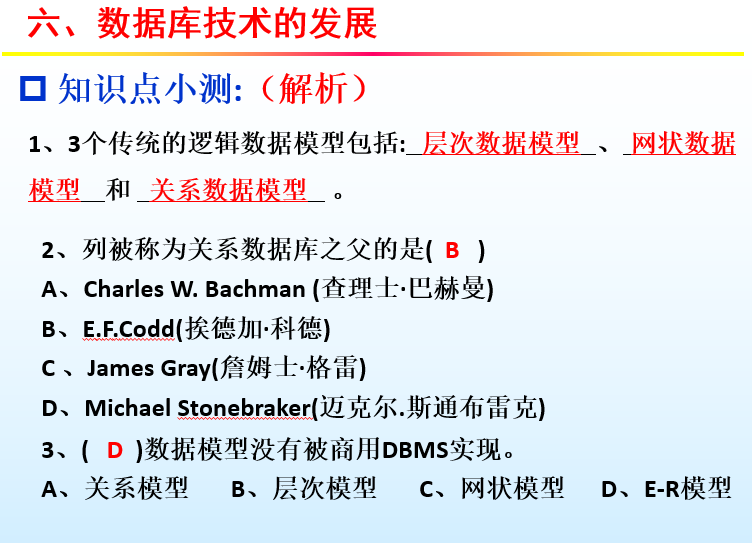 六、数据库技术的发展
知识点小测:（解析）
1、3个传统的逻辑数据模型包括: 层次数据模型 、 网状数据
模型 和 关系数据模型 。
2、列被称为关系数据库之父的是( B )
A、Charles W. Bachman (查理士·巴赫曼)
B、E.F.Codd(挨德加·科德)
C 、James Gray(詹姆士·格雷)
D、Michael Stonebraker(迈克尔.斯通布雷克)
3、( D )数据模型没有被商用DBMS实现。
A、关系模型 B、层次模型 C、网状模型 D、E-R模型